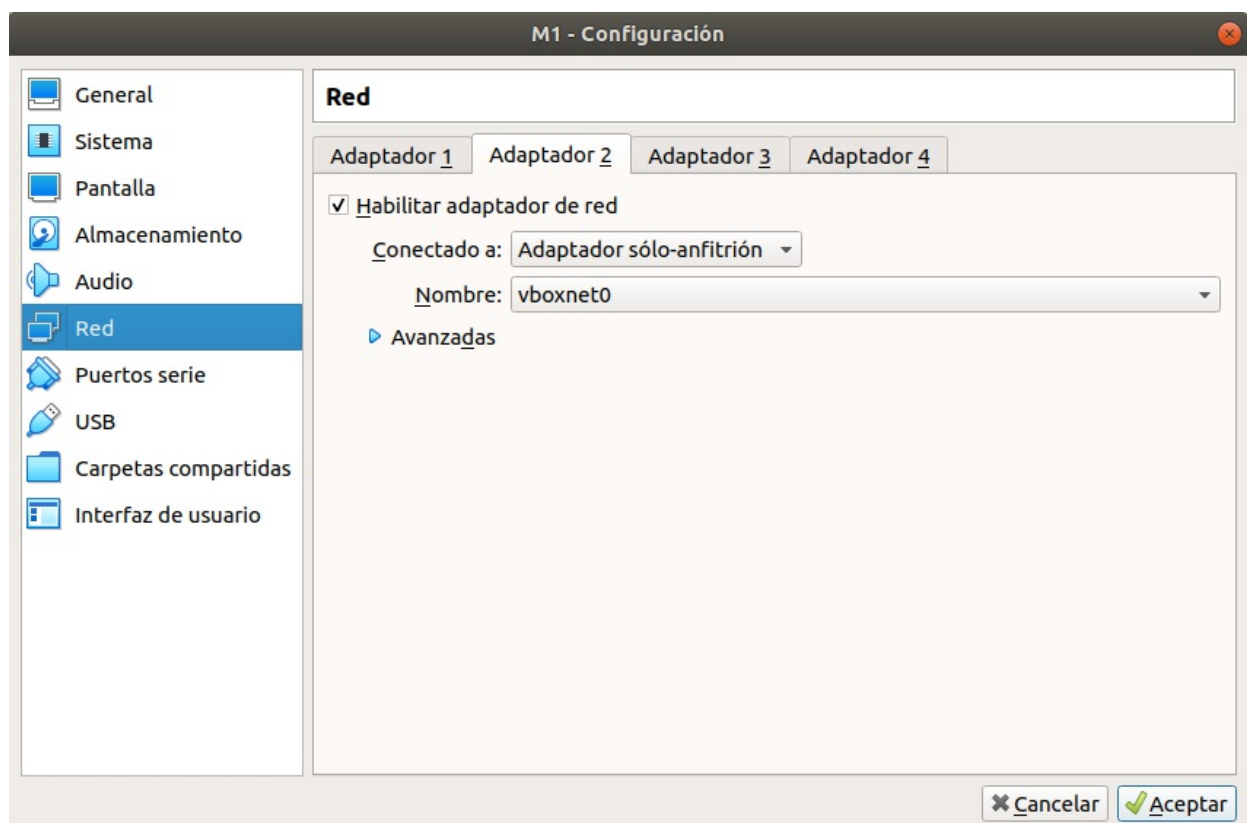 M1 - Configuración
General
Sistema
Pantalla
Almacenamiento
Audio
Red
Puertos serie
USB
Carpetas compartidas
Interfaz de usuario
Red
Adaptador 1 Adaptador 2 Adaptador 3 Adaptador 4
Habilitar adaptador de red
Conectado a: Adaptador sólo-anfitrión
Nombre: vboxnet0
Avanzadas
Cancelar Aceptar